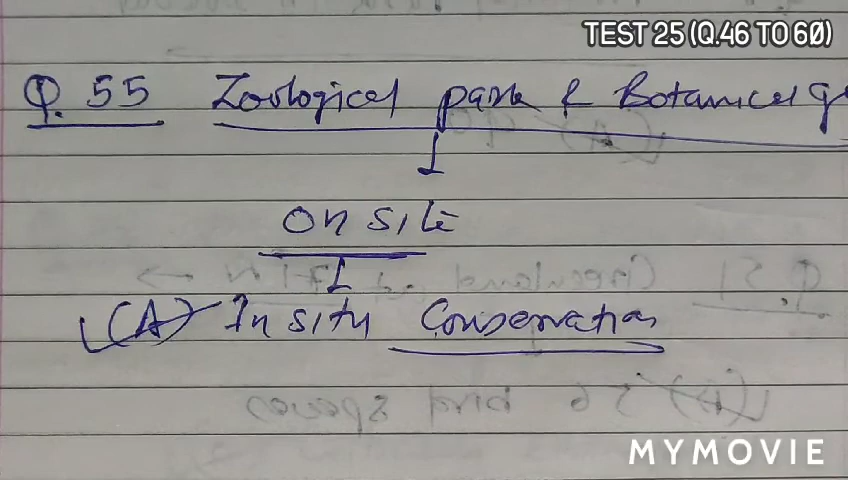 TEST 25 (Q.46 TO 60)
Q. 55 Zoological park & Botanical g
↓
On site
↓
(A) In situ Conservation
MYMOVIE